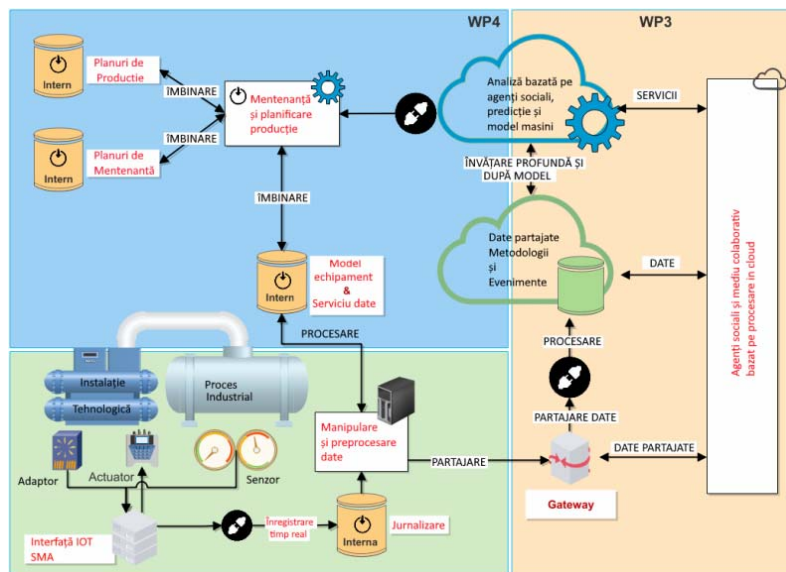 WP4
WP3
Intern
Planuri de
Productie
ÎMBINARE
ÎMBINARE
Intern
Planuri de
Mentenantă
Mentenanță
și planificare
producție
Analiză bazată pe
agenți sociali,
predicție și
model masini
SERVICII
ÎNVĂȚARE PROFUNDĂ ȘI
DUPĂ MODEL
ÎMBINARE
Intern
Model
echipament
&
Serviciu date
Date partajate
Metodologii
și
Evenimente
DATE
Agenți sociali și mediu colaborativ
bazat pe procesare in cloud
PROCESARE
PROCESARE
Instalație
Tehnologică
Proces
Industrial
Adaptor
Actuator
Senzor
Manipulare
și preprocesare
date
PARTAJARE
PARTAJARE DATE
DATE PARTAJATE
Gateway
Interfață IOT
SMA
Înregistrare
timp real
Interna
Jurnalizare